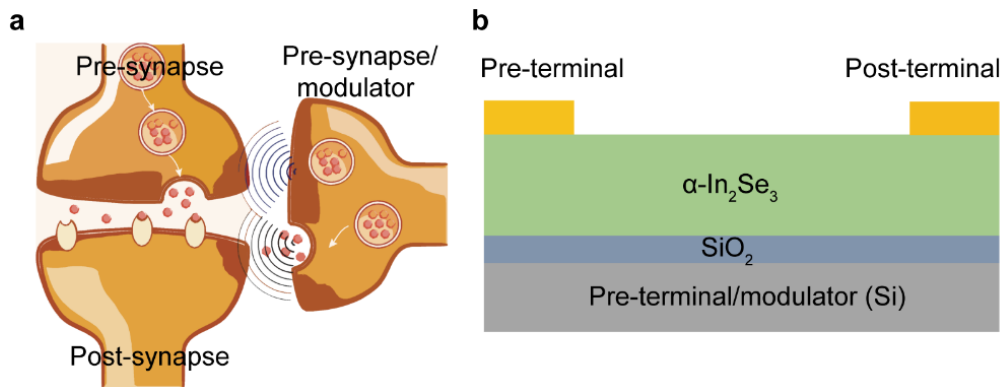 a
Pre-synapse
Pre-synapse/
modulator
Post-synapse
b
Pre-terminal
Post-terminal
α-In₂Se₃
SiO₂
Pre-terminal/modulator (Si)